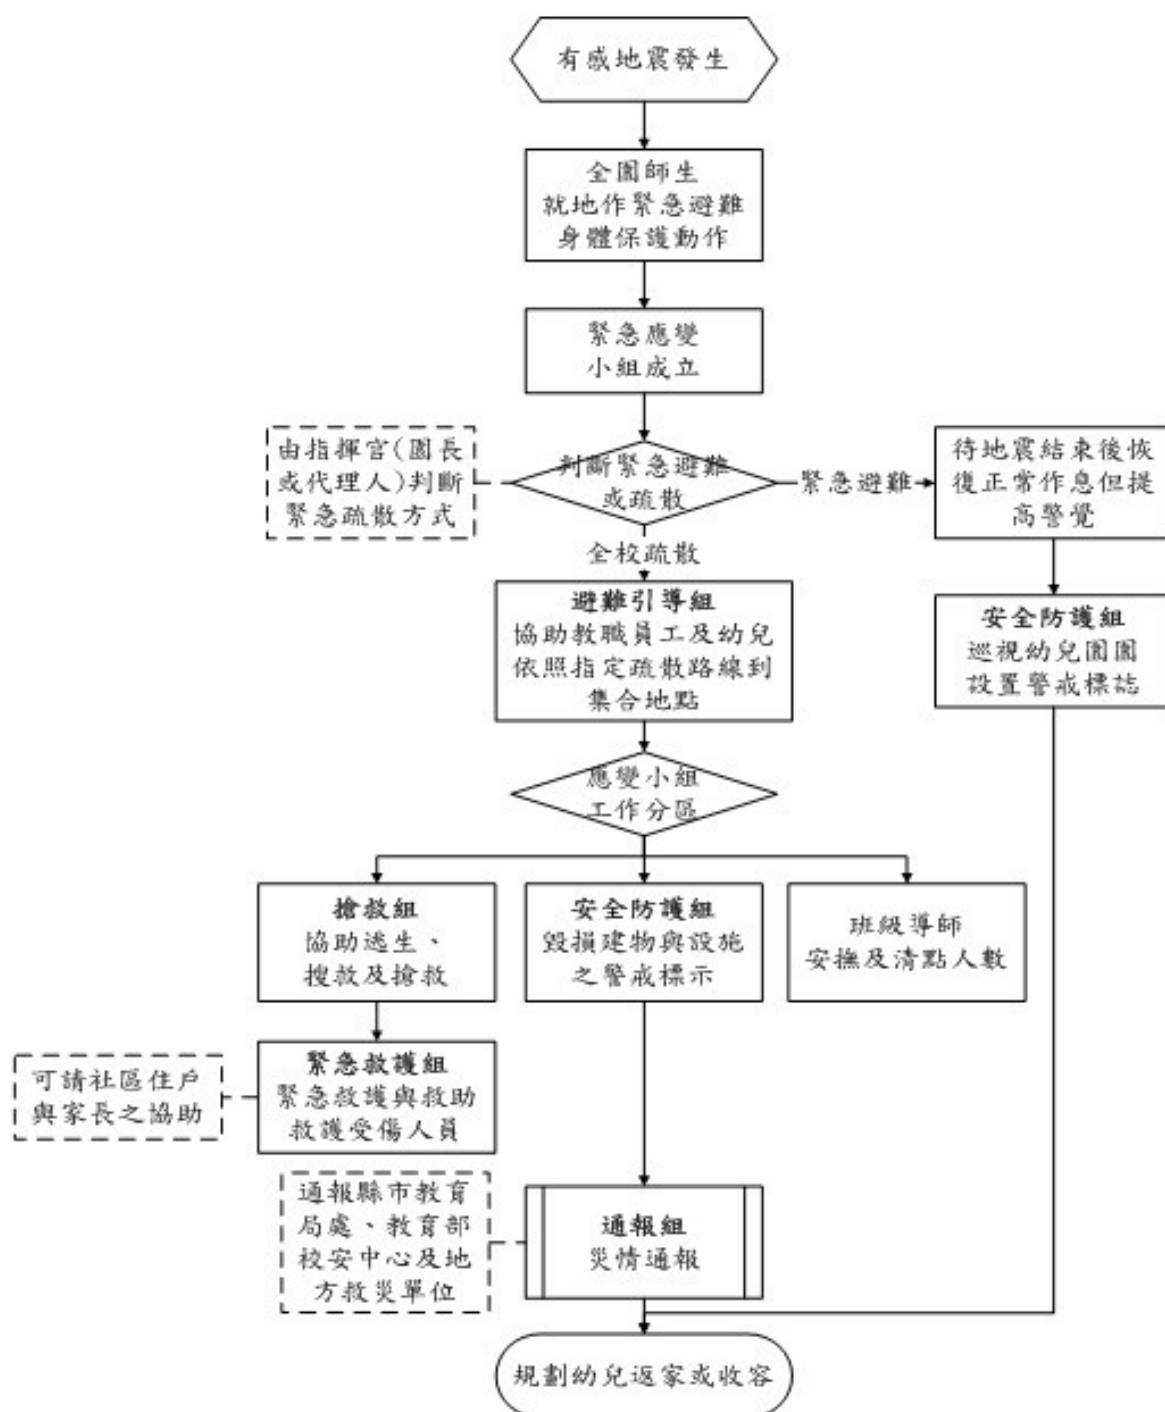 有感地震發生
全園師生
就地作緊急避難
身體保護動作
緊急應變
小組成立
由指揮官(園長
或代理人)判斷
緊急疏散方式
判斷緊急避難
或疏散
緊急避難
待地震結束後恢
復正常作息但提
高警覺
全校疏散
避難引導組
協助教職員工及幼兒
依照指定疏散路線到
集合地點
安全防護組
巡視幼兒園園
設置警戒標誌
應變小組
工作分區
搶救組
協助逃生、
搜救及搶救
安全防護組
毀損建物與設施
之警戒標示
班級導師
安撫及清點人數
可請社區住戶
與家長之協助
緊急救護組
緊急救護與救助
救護受傷人員
通報縣市教育
局處、教育部
校安中心及地
方救災單位
通報組
災情通報
規劃幼兒返家或收容